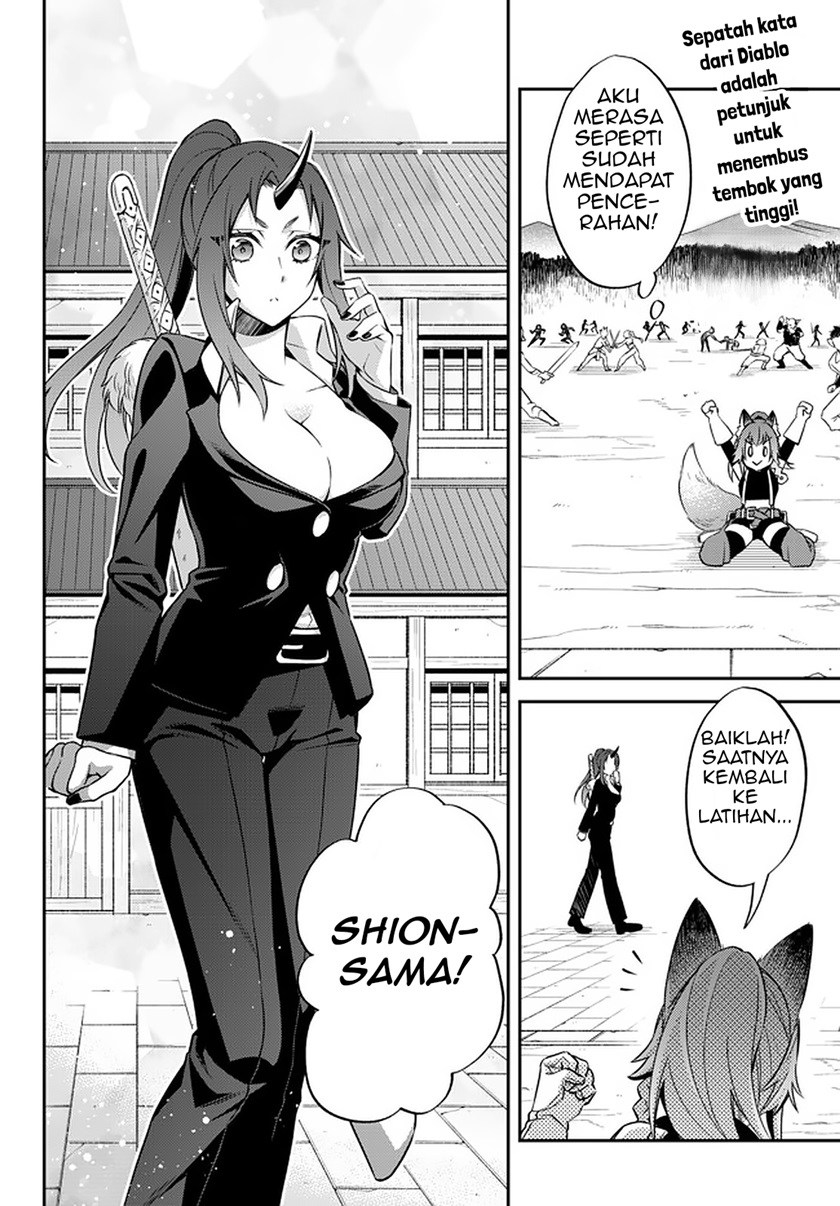 Sepatah kata
dari Diablo
adalah
petunjuk
untuk
menembus
tembok yang
tinggi!
AKU
MERASA
SEPERTI
SUDAH
MENDAPAT
PENCE-
RAHAN!
BAIKLAH!
SAATNYA
KEMBALI
KE
LATIHAN...
SHION-
SAMA!